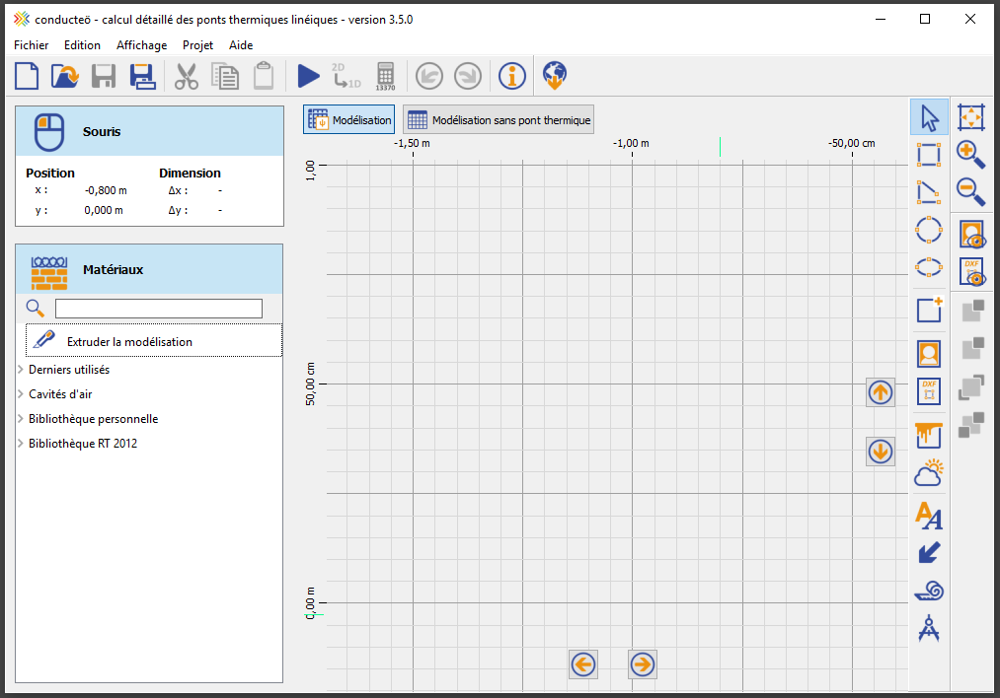 conducteö - calcul détaillé des ponts thermiques linéiques - version 3.5.0
Fichier Edition Affichage Projet Aide
2D
1D
13370
Souris
Position Dimension
x : -0,800 m Δx : -
y : 0,000 m Δy : -
Matériaux
Extruder la modélisation
Derniers utilisés
Cavités d'air
Bibliothèque personnelle
Bibliothèque RT 2012
Modélisation Modélisation sans pont thermique
-1,50 m -1,00 m -50,00 cm
1,00
50,00 cm
0,00 m
DXF
DXF
AA